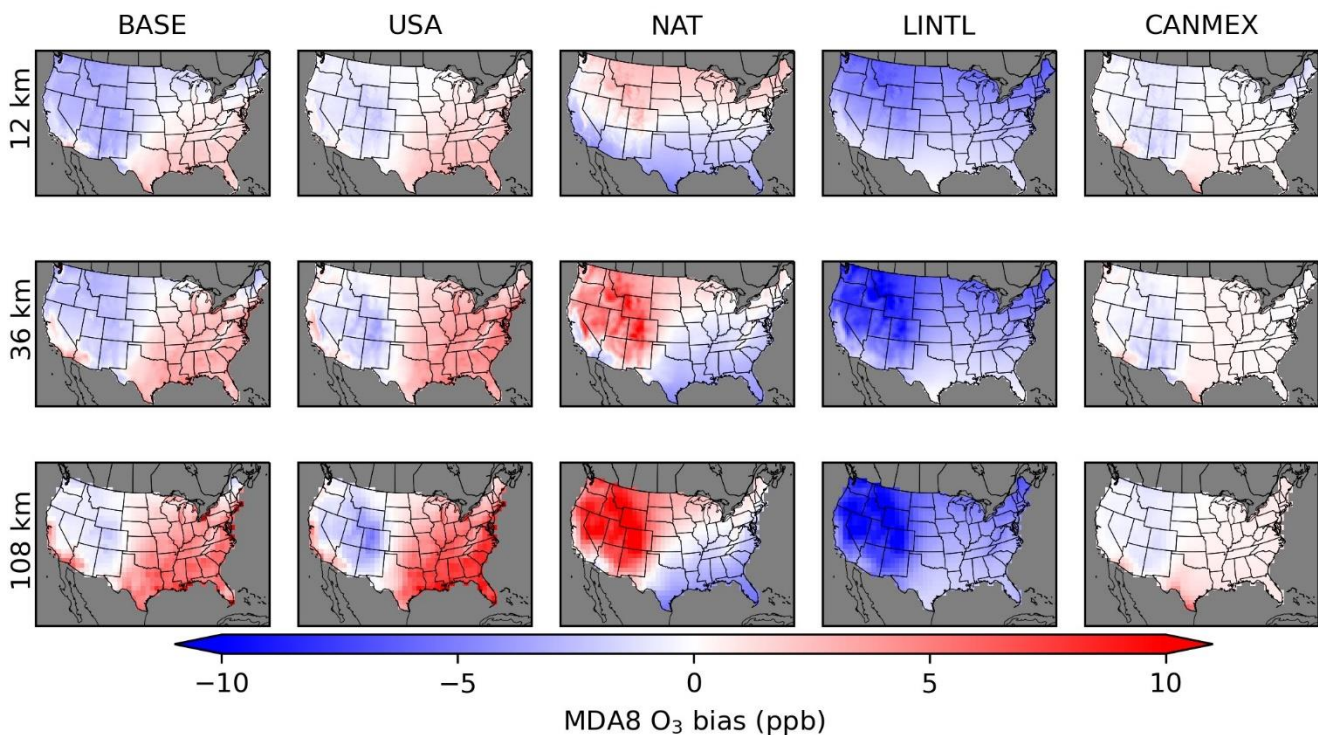 BASE USA NAT LINTL CANMEX
12 km
36 km
108 km
−10 −5 0 5 10
MDA8 O₃ bias (ppb)